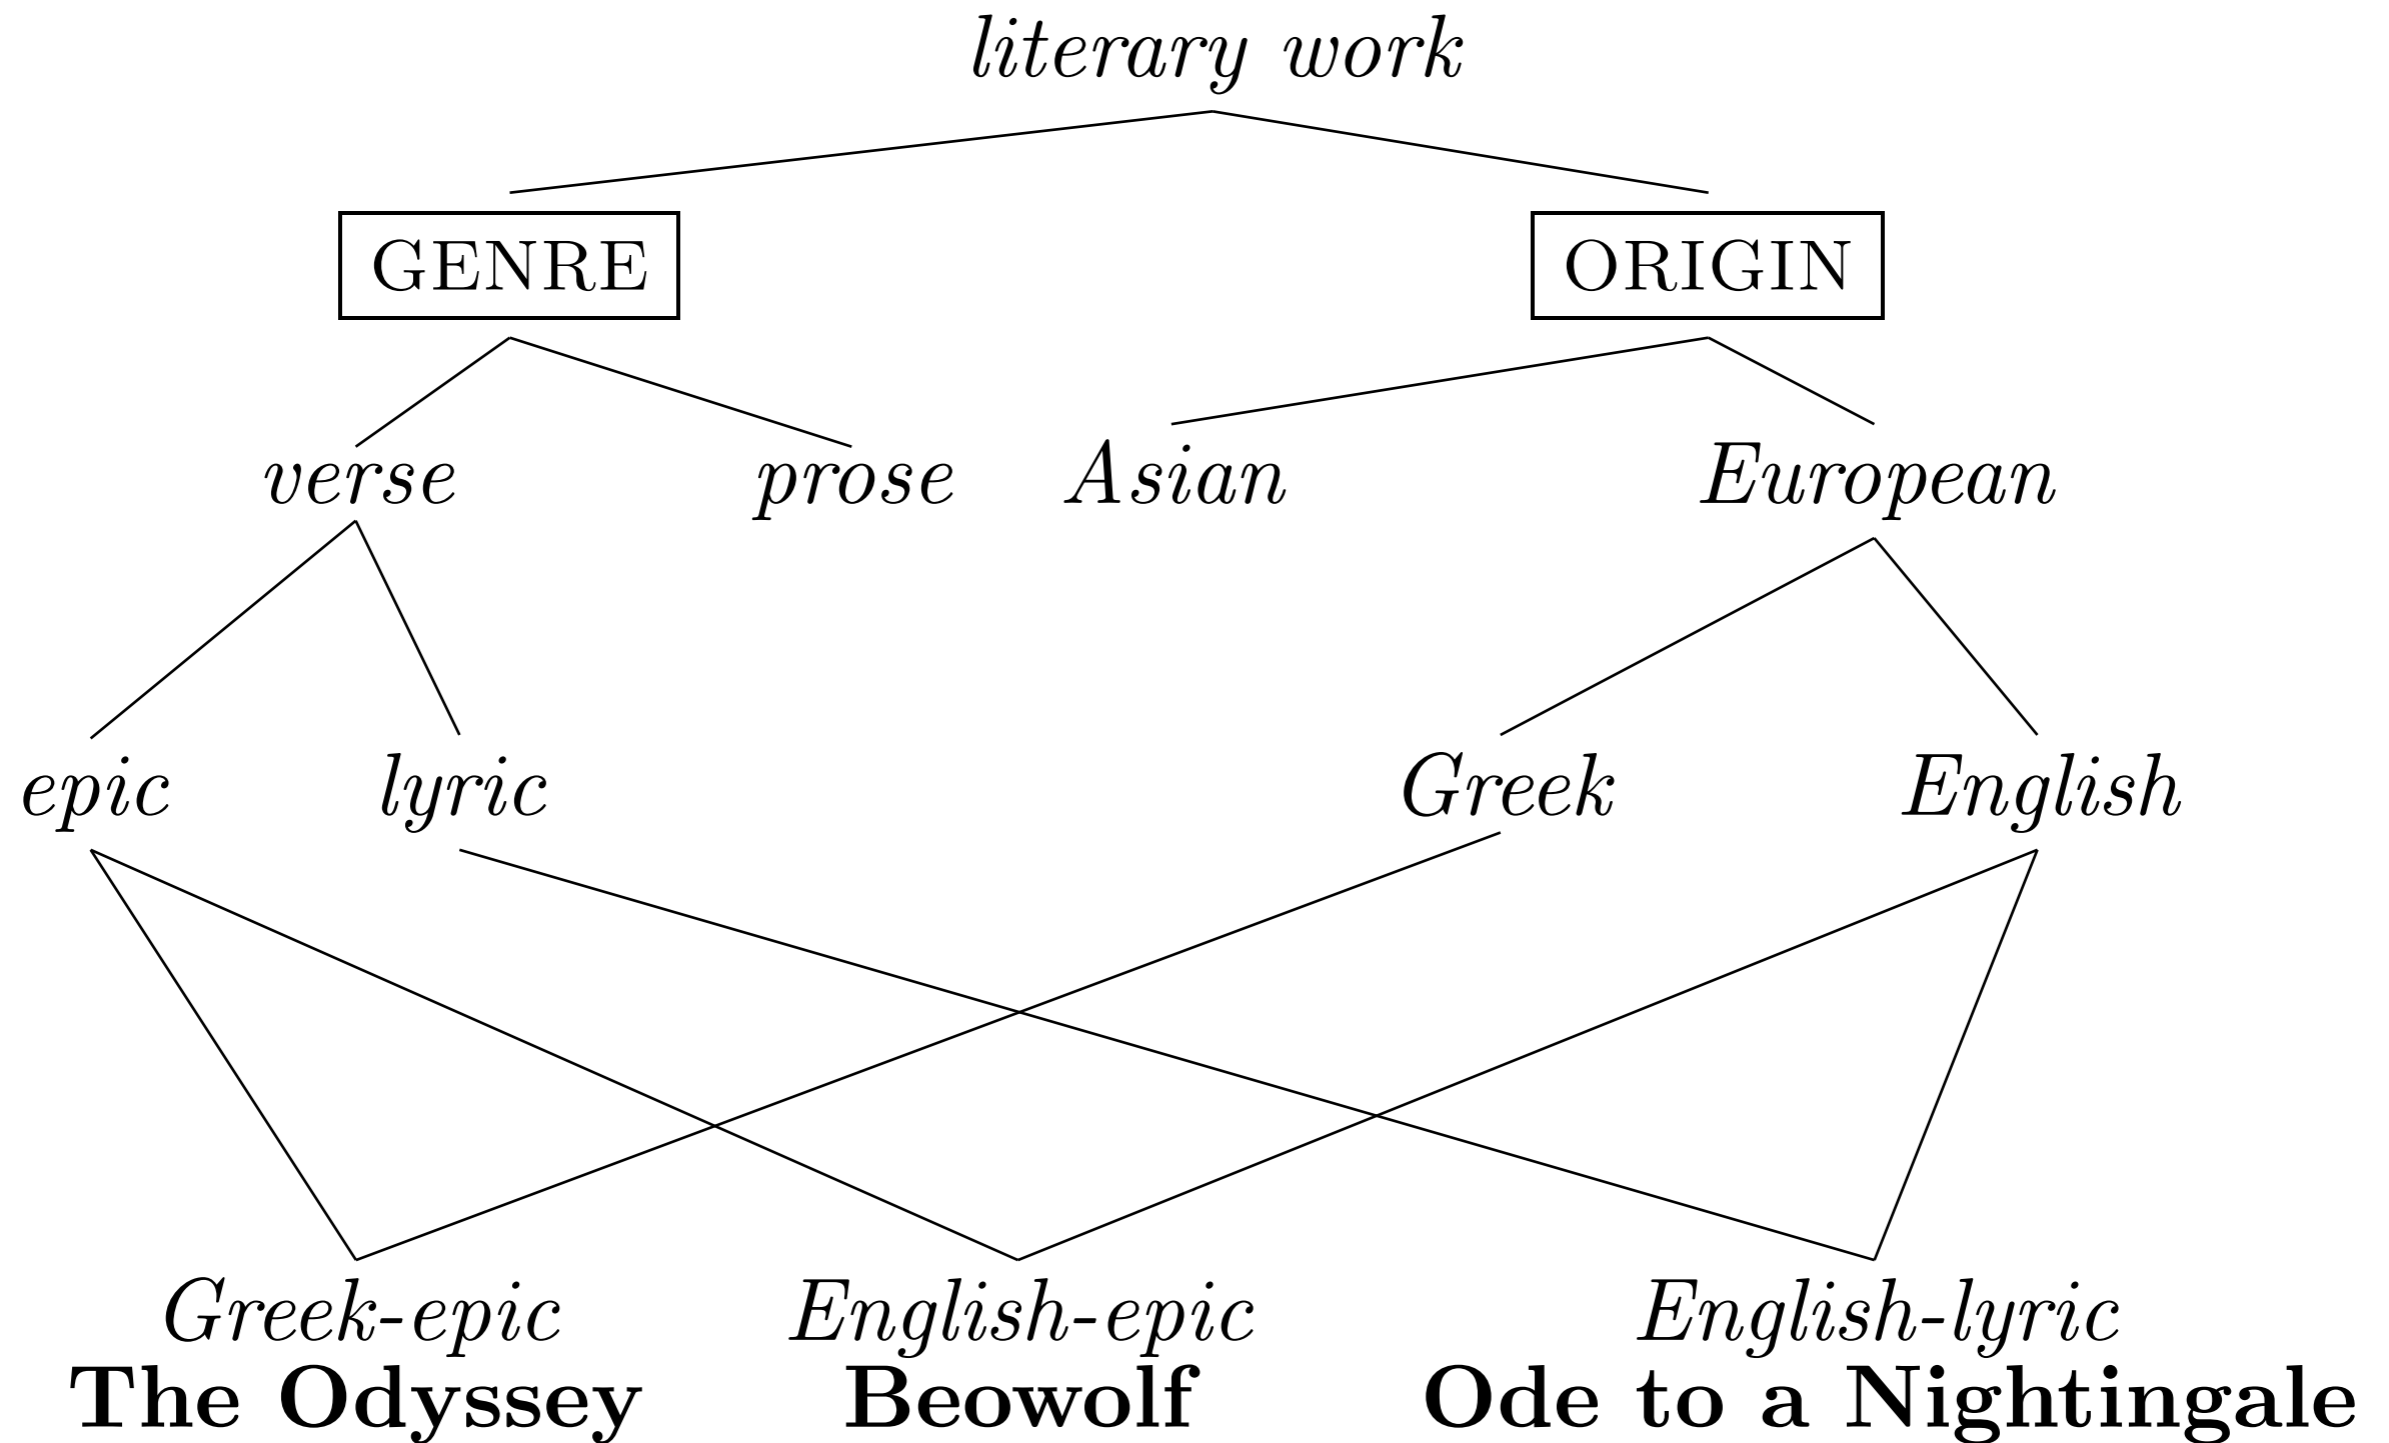 literary work
GENRE ORIGIN
verse prose Asian European
epic lyric Greek English
Greek-epic English-epic English-lyric
The Odyssey Beowolf Ode to a Nightingale